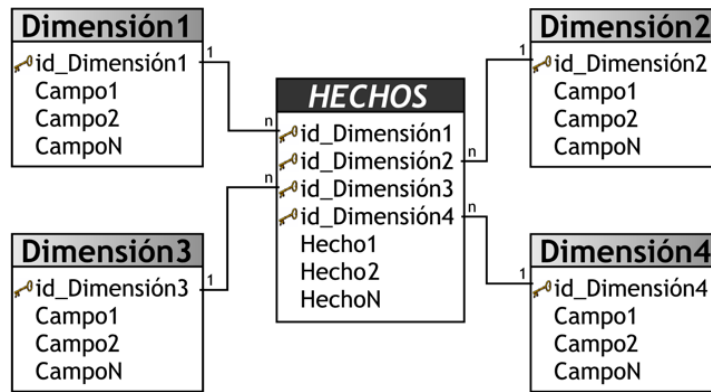 Dimensión1
1
id_Dimensión1
Campo1
Campo2
CampoN
HECHOS
n
id_Dimensión1
id_Dimensión2
n
n
id_Dimensión3
id_Dimensión4
n
Hecho1
Hecho2
HechoN
Dimensión2
1
id_Dimensión2
Campo1
Campo2
CampoN
Dimensión3
id_Dimensión3
1
Campo1
Campo2
CampoN
Dimensión4
1
id_Dimensión4
Campo1
Campo2
CampoN